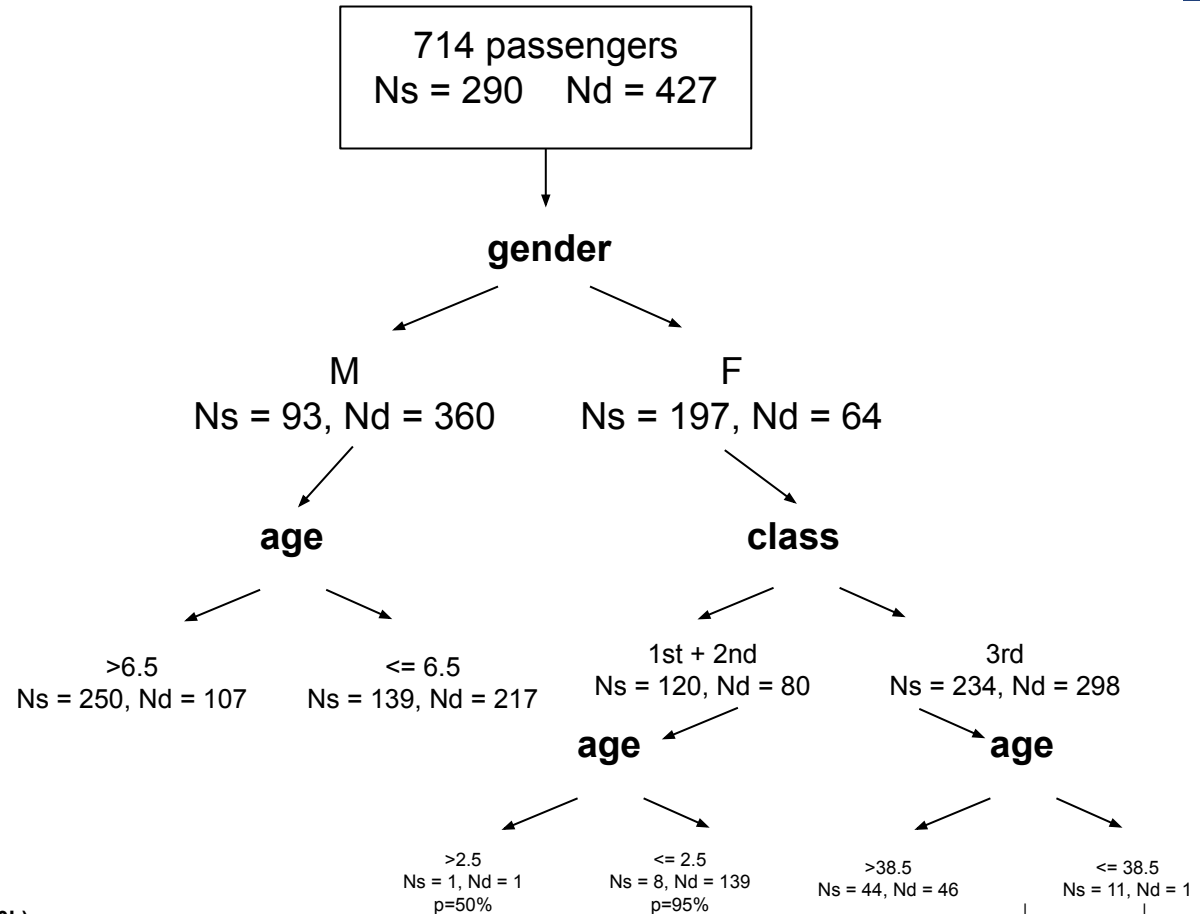 714 passengers
Ns = 290 Nd = 427
gender
M
Ns = 93, Nd = 360
F
Ns = 197, Nd = 64
age
class
>6.5
Ns = 250, Nd = 107
<= 6.5
Ns = 139, Nd = 217
1st + 2nd
Ns = 120, Nd = 80
3rd
Ns = 234, Nd = 298
age
age
>2.5
Ns = 1, Nd = 1
p=50%
<= 2.5
Ns = 8, Nd = 139
p=95%
>38.5
Ns = 44, Nd = 46
<= 38.5
Ns = 11, Nd = 1